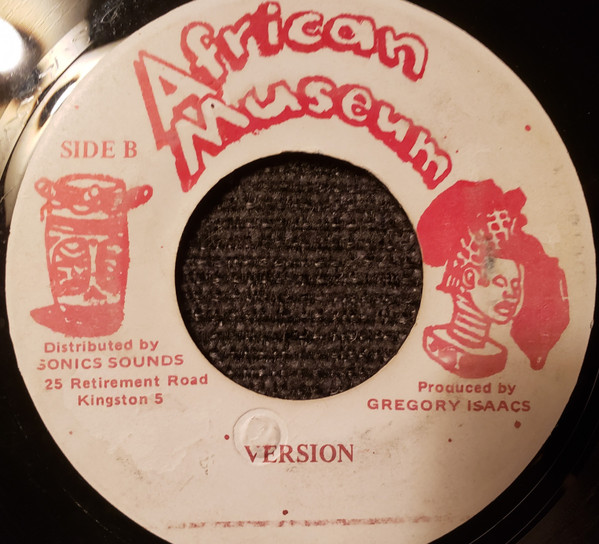 African
Museum
SIDE B
Distributed by
SONICS SOUNDS
25 Retirement Road
Kingston 5
Produced by
GREGORY ISAACS
VERSION